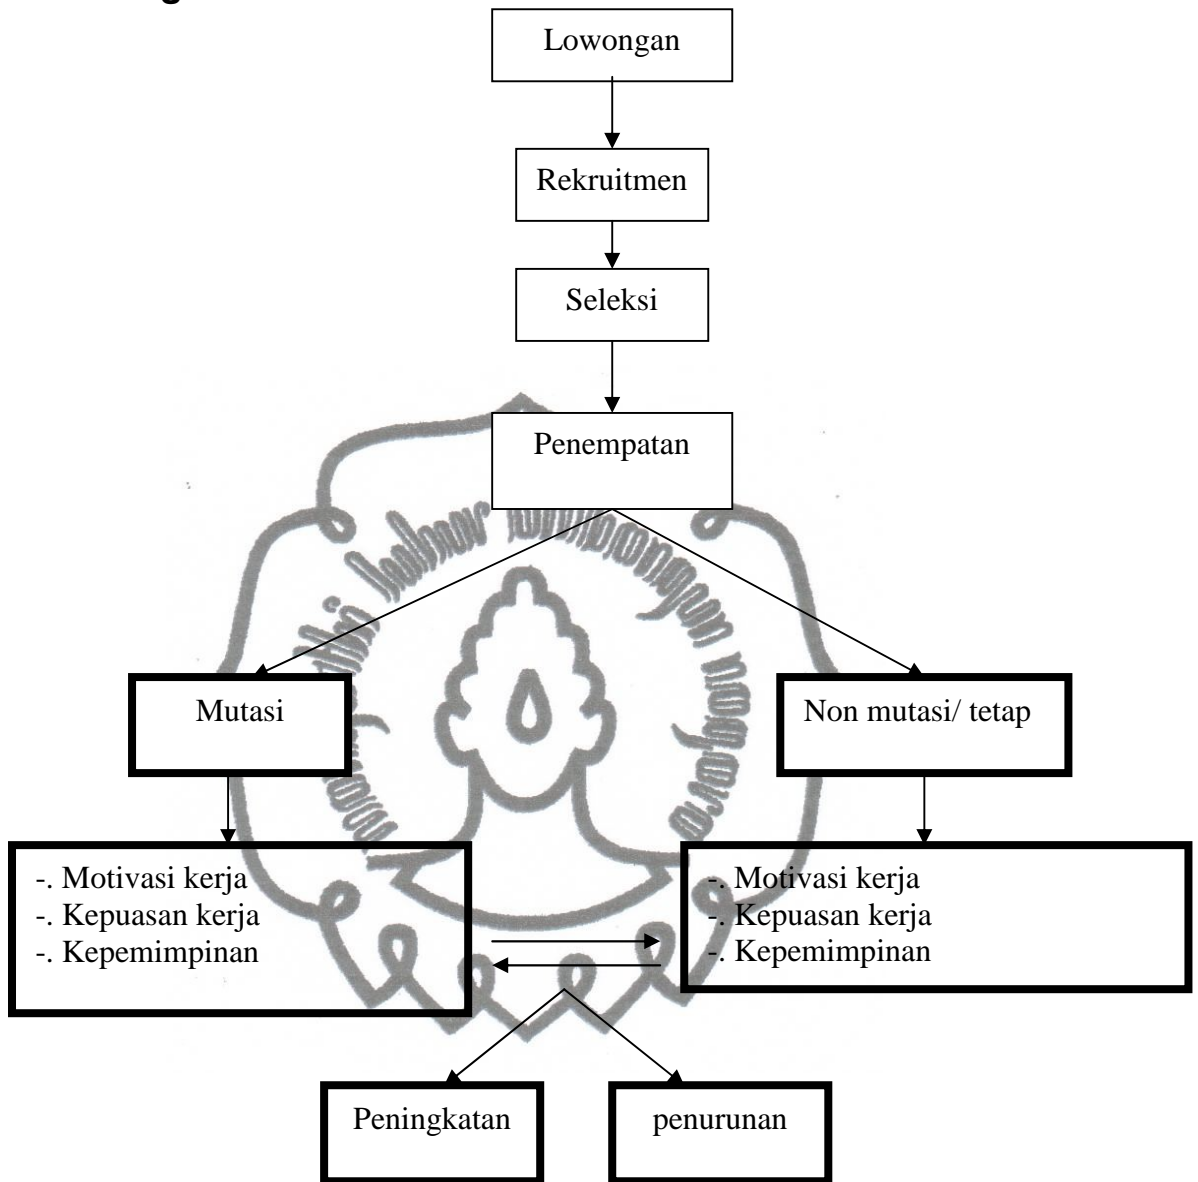 Lowongan
Rekruitmen
Seleksi
Penempatan
Mutasi
Non mutasi/ tetap
-. Motivasi kerja
-. Kepuasan kerja
-. Kepemimpinan
-. Motivasi kerja
-. Kepuasan kerja
-. Kepemimpinan
Peningkatan
penurunan